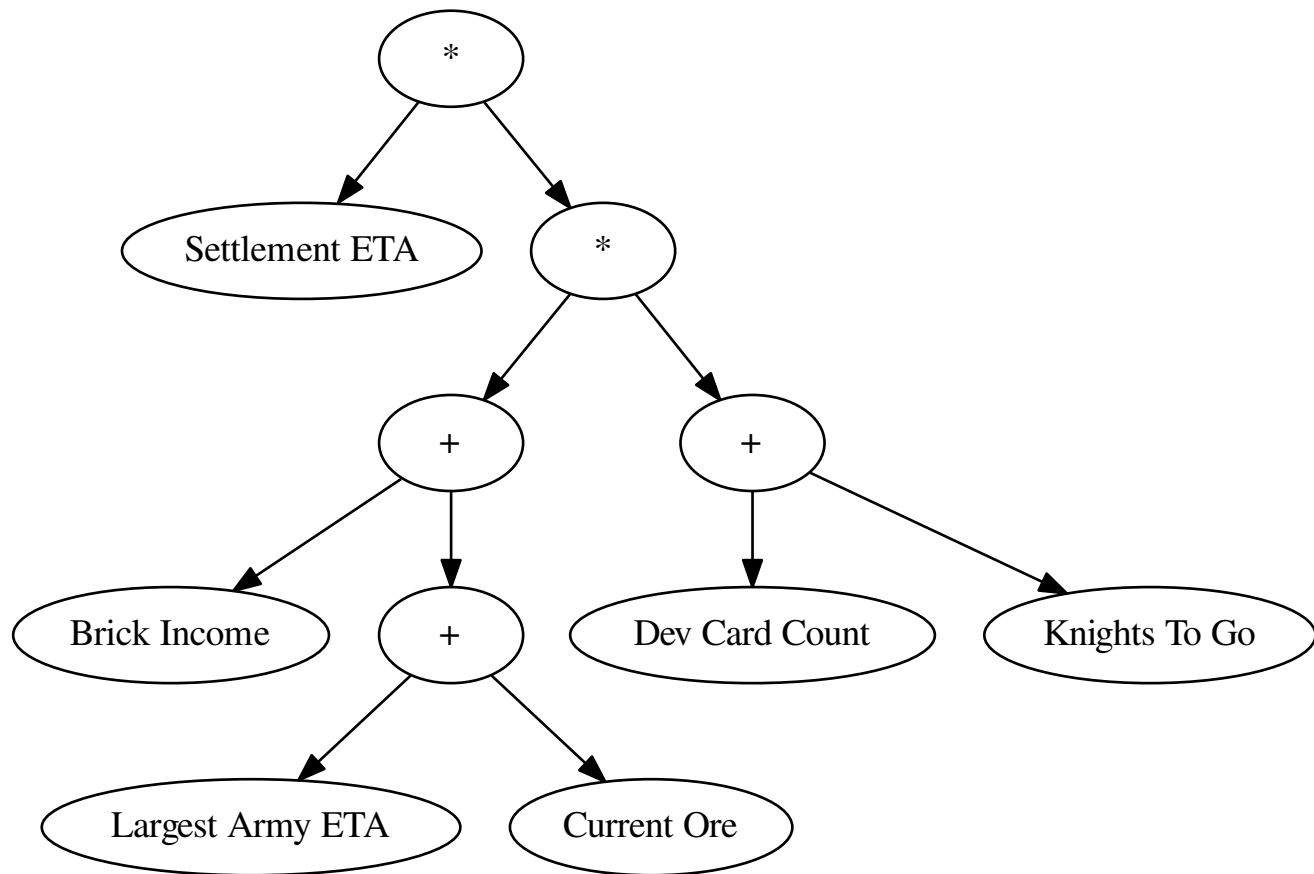 *
Settlement ETA
*
+
+
Brick Income
+
Dev Card Count
Knights To Go
Largest Army ETA
Current Ore